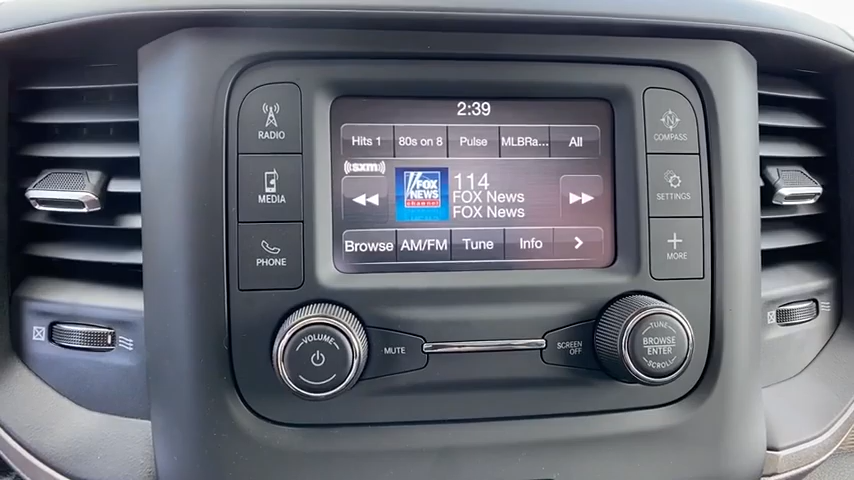 2:39
Hits 1 80s on 8 Pulse MLBRa... All
((sxm))
FOX NEWS channel
114
FOX News
FOX News
Browse AM/FM Tune Info >
RADIO
MEDIA
PHONE
COMPASS
SETTINGS
MORE
VOLUME
MUTE
SCREEN OFF
TUNE
BROWSE
ENTER
SCROLL